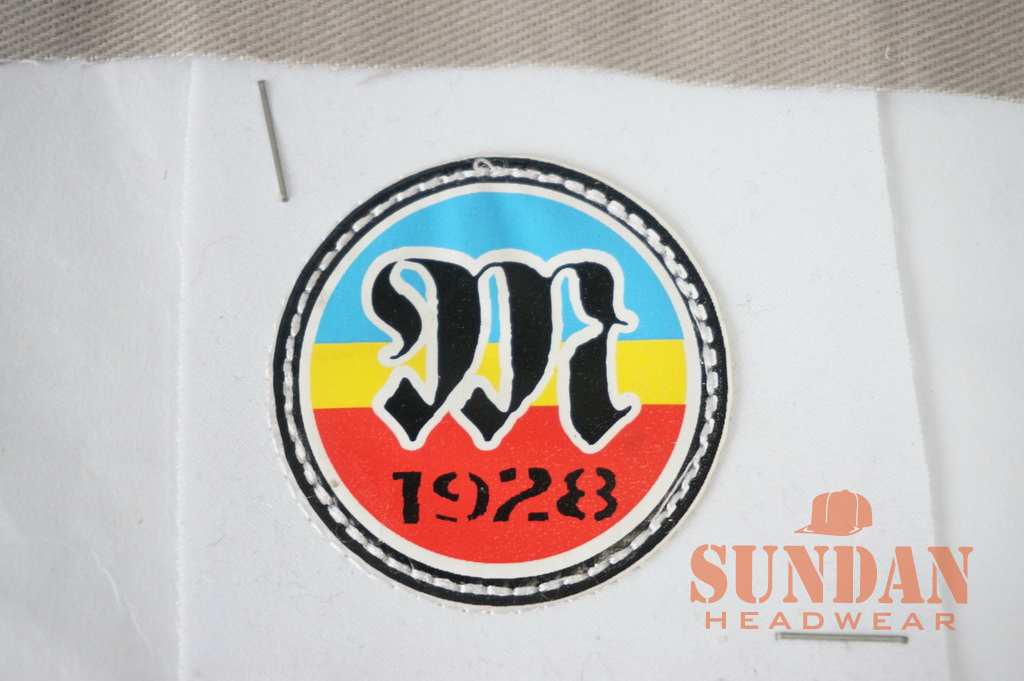 M
1928
SUNDAN
HEADWEAR